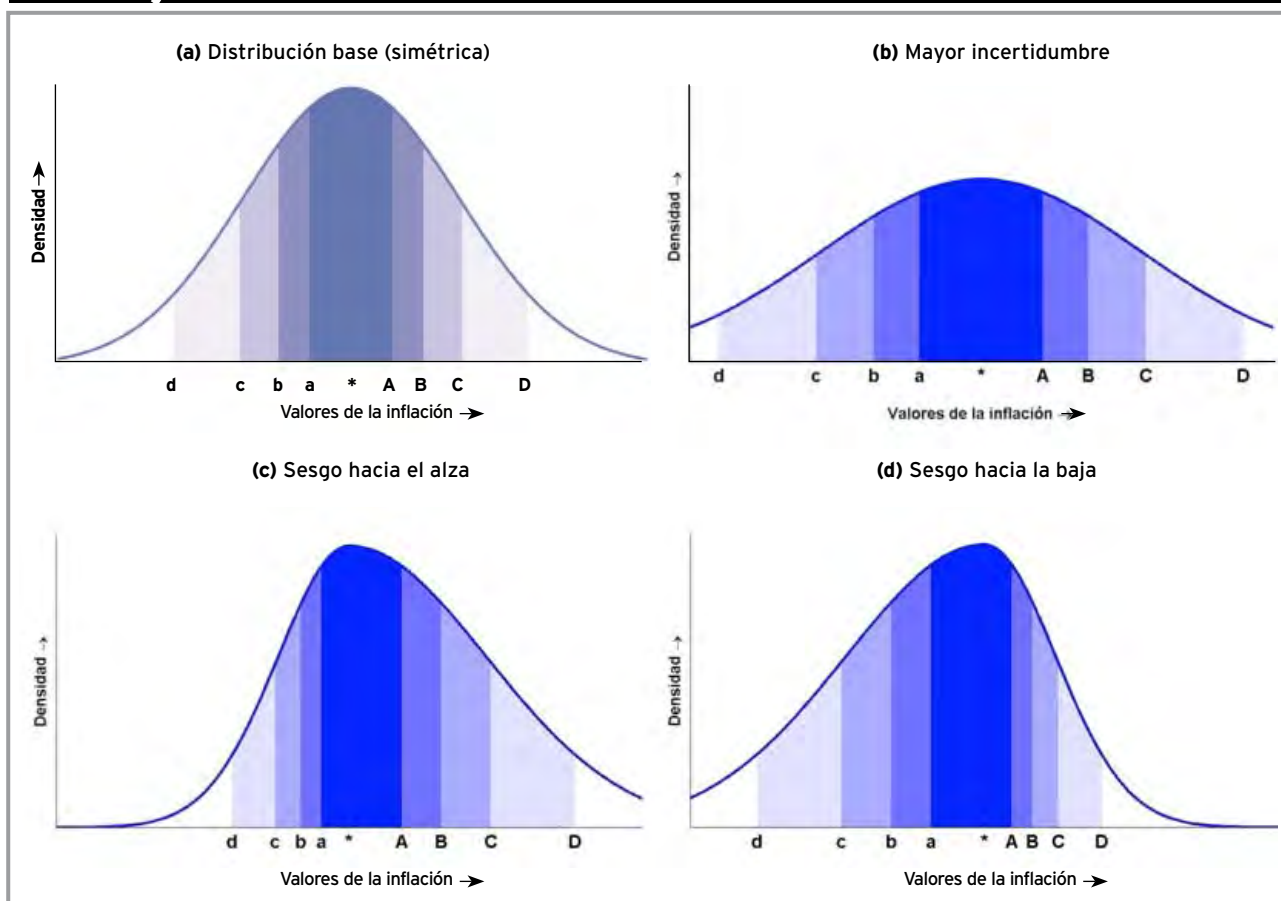 (a) Distribución base (simétrica)
Densidad →
d c b a * A B C D
Valores de la inflación →
(b) Mayor incertidumbre
Densidad →
d c b a * A B C D
Valores de la inflación →
(c) Sesgo hacia el alza
Densidad →
d c b a * A B C D
Valores de la inflación →
(d) Sesgo hacia la baja
Densidad →
d c b a * A B C D
Valores de la inflación →